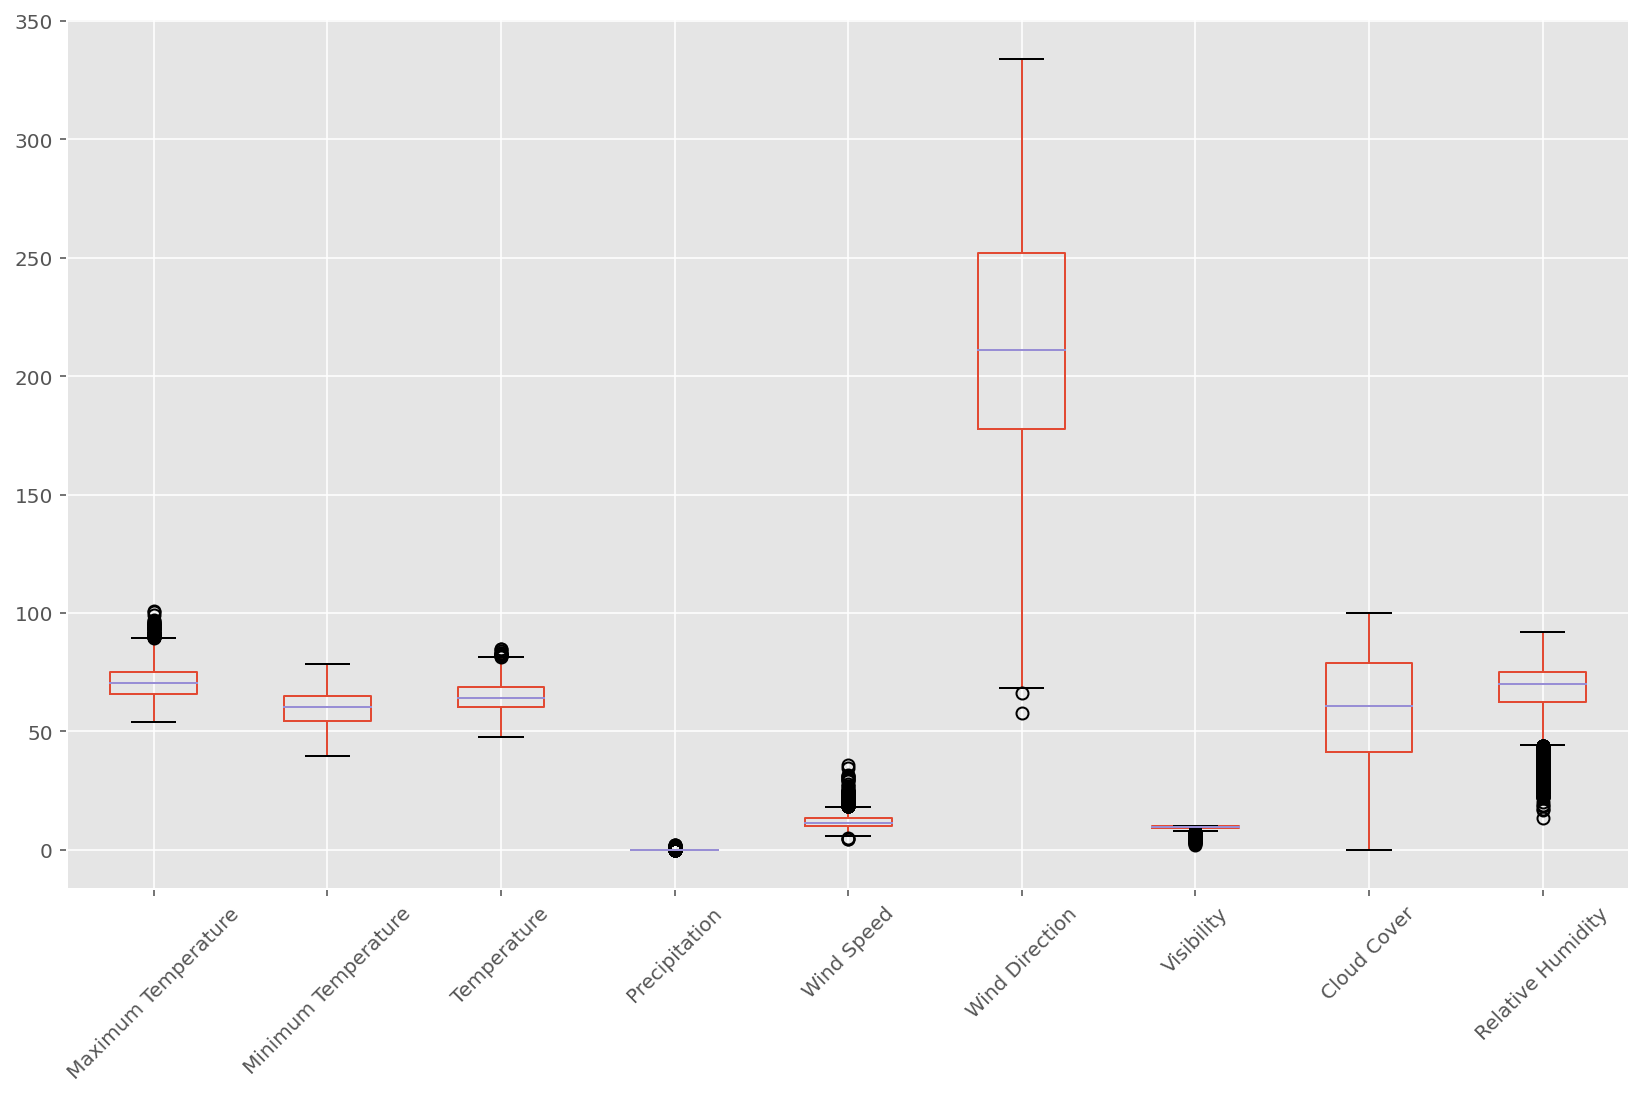 350
300
250
200
150
100
50
0
Maximum Temperature
Minimum Temperature
Temperature
Precipitation
Wind Speed
Wind Direction
Visibility
Cloud Cover
Relative Humidity